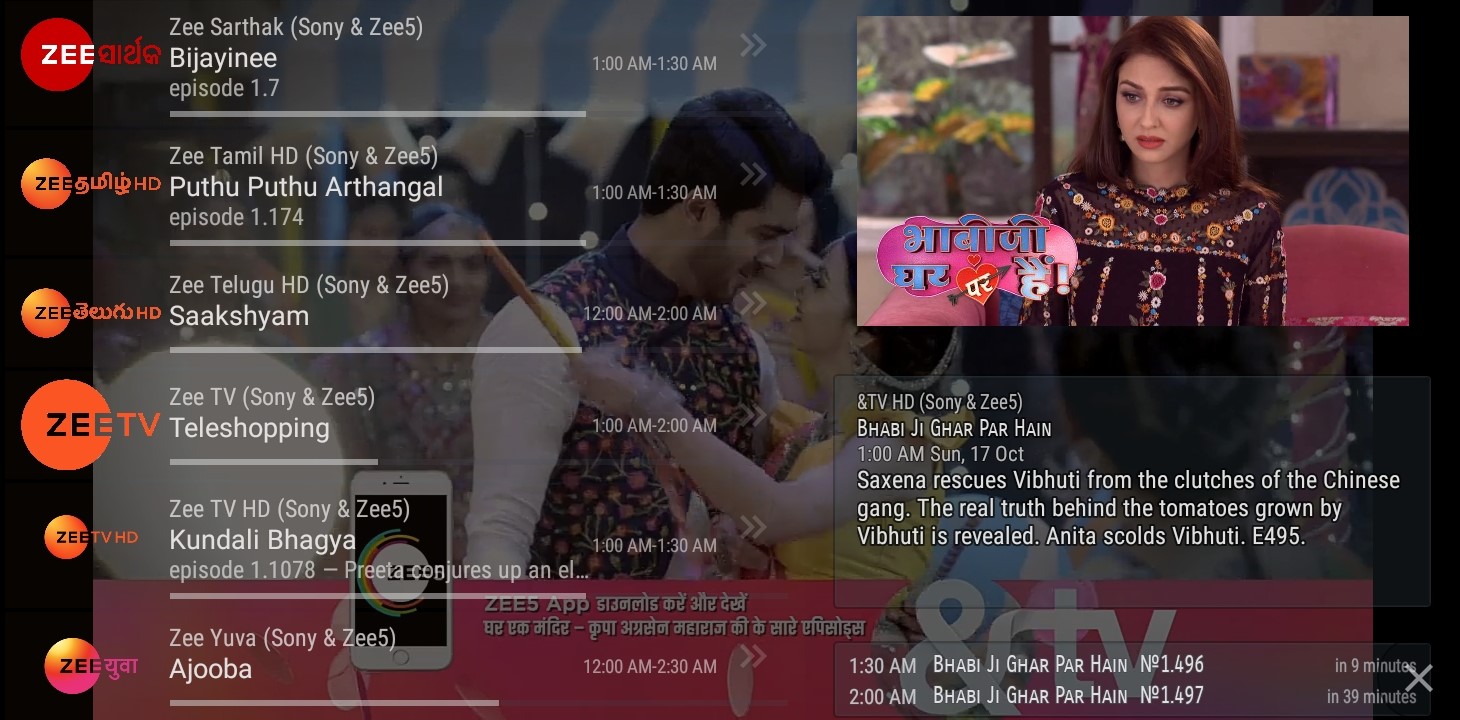 ZEE ସାର୍ଥକ
Zee Sarthak (Sony & Zee5)
Bijayinee
1:00 AM-1:30 AM
episode 1.7
ZEE தமிழ் HD
Zee Tamil HD (Sony & Zee5)
Puthu Puthu Arthangal
1:00 AM-1:30 AM
episode 1.174
ZEE తెలుగు HD
Zee Telugu HD (Sony & Zee5)
Saakshyam
12:00 AM-2:00 AM
ZEE TV
Zee TV (Sony & Zee5)
Teleshopping
1:00 AM-2:00 AM
ZEE TV HD
Zee TV HD (Sony & Zee5)
Kundali Bhagya
1:00 AM-1:30 AM
episode 1.1078 — Preeta conjures up an el...
ZEE युवा
Zee Yuva (Sony & Zee5)
Ajooba
12:00 AM-2:30 AM
ZEE5 App डाउनलोड करें और देखें
घर एक मंदिर – कृपा अग्रसेन महाराज की के सारे एपिसोड्स
&tv
भाबीजी
घर पर हैं!
&TV HD (Sony & Zee5)
Bhabi Ji Ghar Par Hain
1:00 AM Sun, 17 Oct
Saxena rescues Vibhuti from the clutches of the Chinese
gang. The real truth behind the tomatoes grown by
Vibhuti is revealed. Anita scolds Vibhuti. E495.
1:30 AM Bhabi Ji Ghar Par Hain №1.496 in 9 minutes
2:00 AM Bhabi Ji Ghar Par Hain №1.497 in 39 minutes